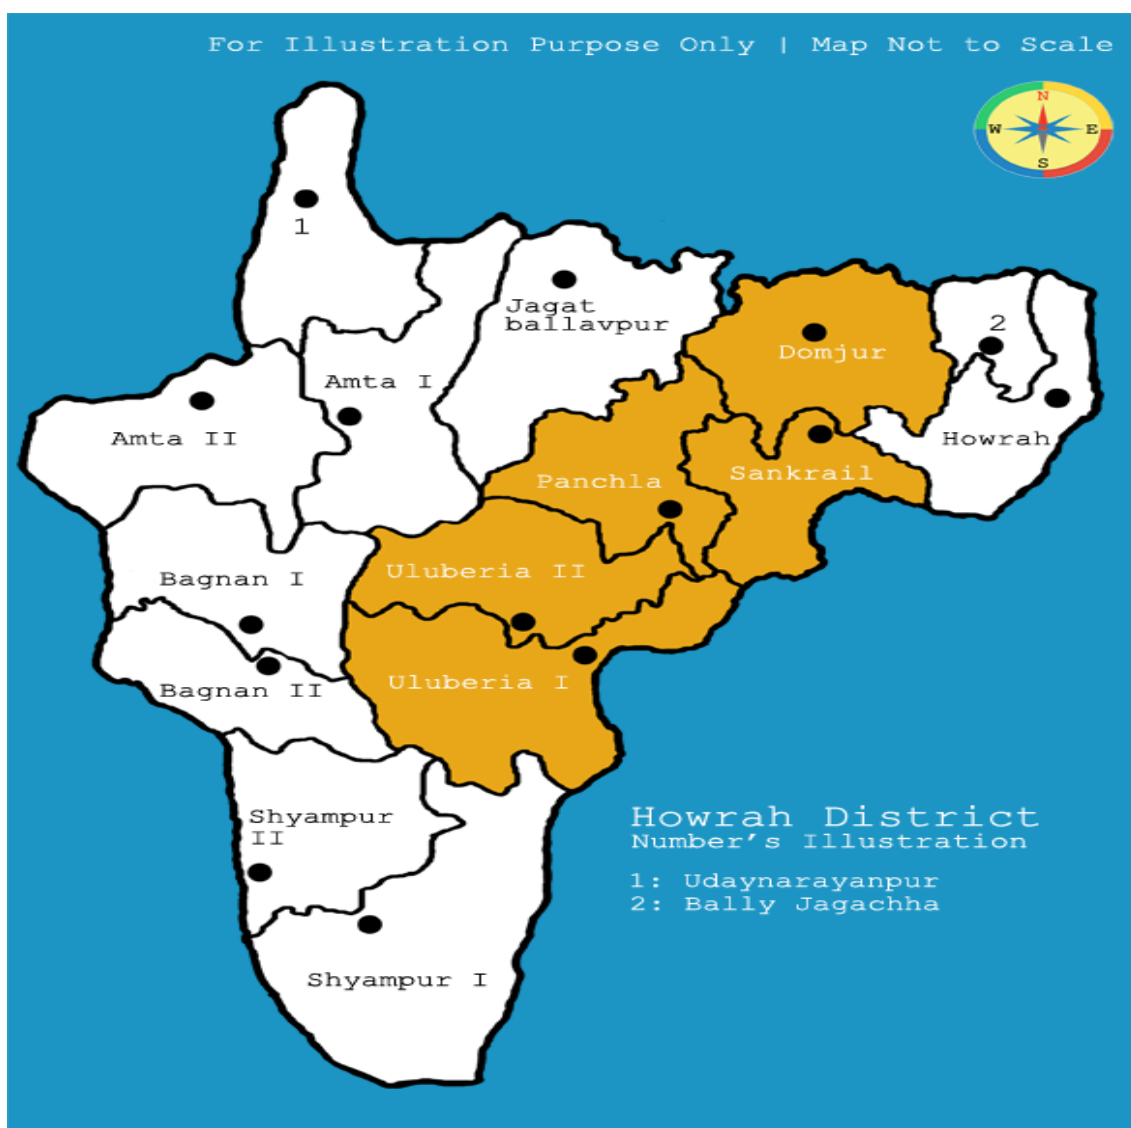 For Illustration Purpose Only | Map Not to Scale
N
W
E
S
1
Jagat
ballavpur
2
Domjur
Amta I
Amta II
Howrah
Sankrail
Panchla
Uluberia II
Bagnan I
Uluberia I
Bagnan II
Shyampur
II
Shyampur I
Howrah District
Number's Illustration
1: Udaynarayanpur
2: Bally Jagachha